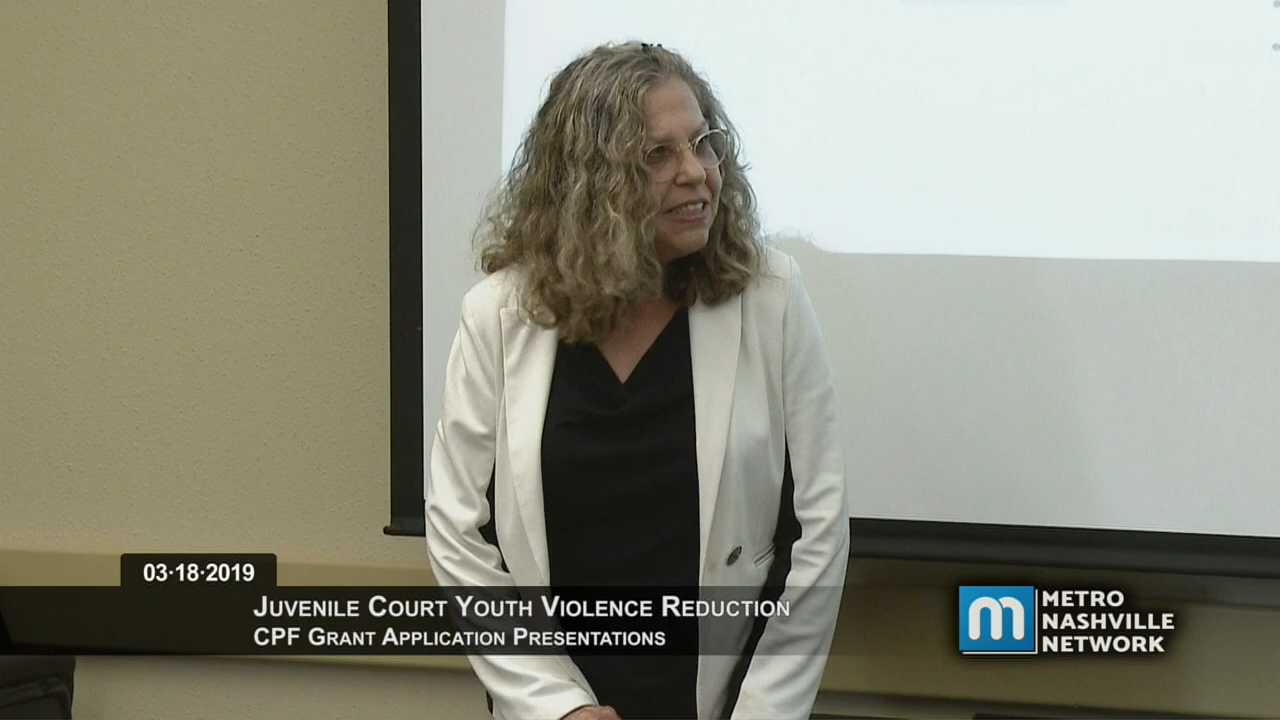 03·18·2019
JUVENILE COURT YOUTH VIOLENCE REDUCTION
CPF GRANT APPLICATION PRESENTATIONS
m METRO
NASHVILLE
NETWORK